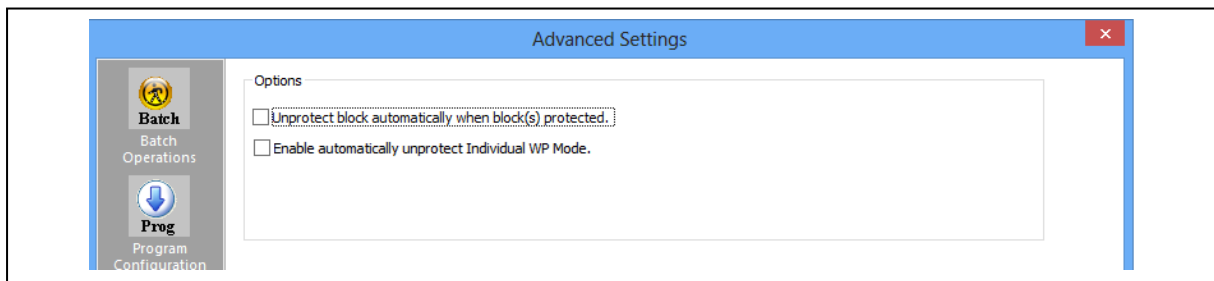 Advanced Settings
Batch
Batch
Operations
Prog
Program
Configuration
Options
Unprotect block automatically when block(s) protected.
Enable automatically unprotect Individual WP Mode.